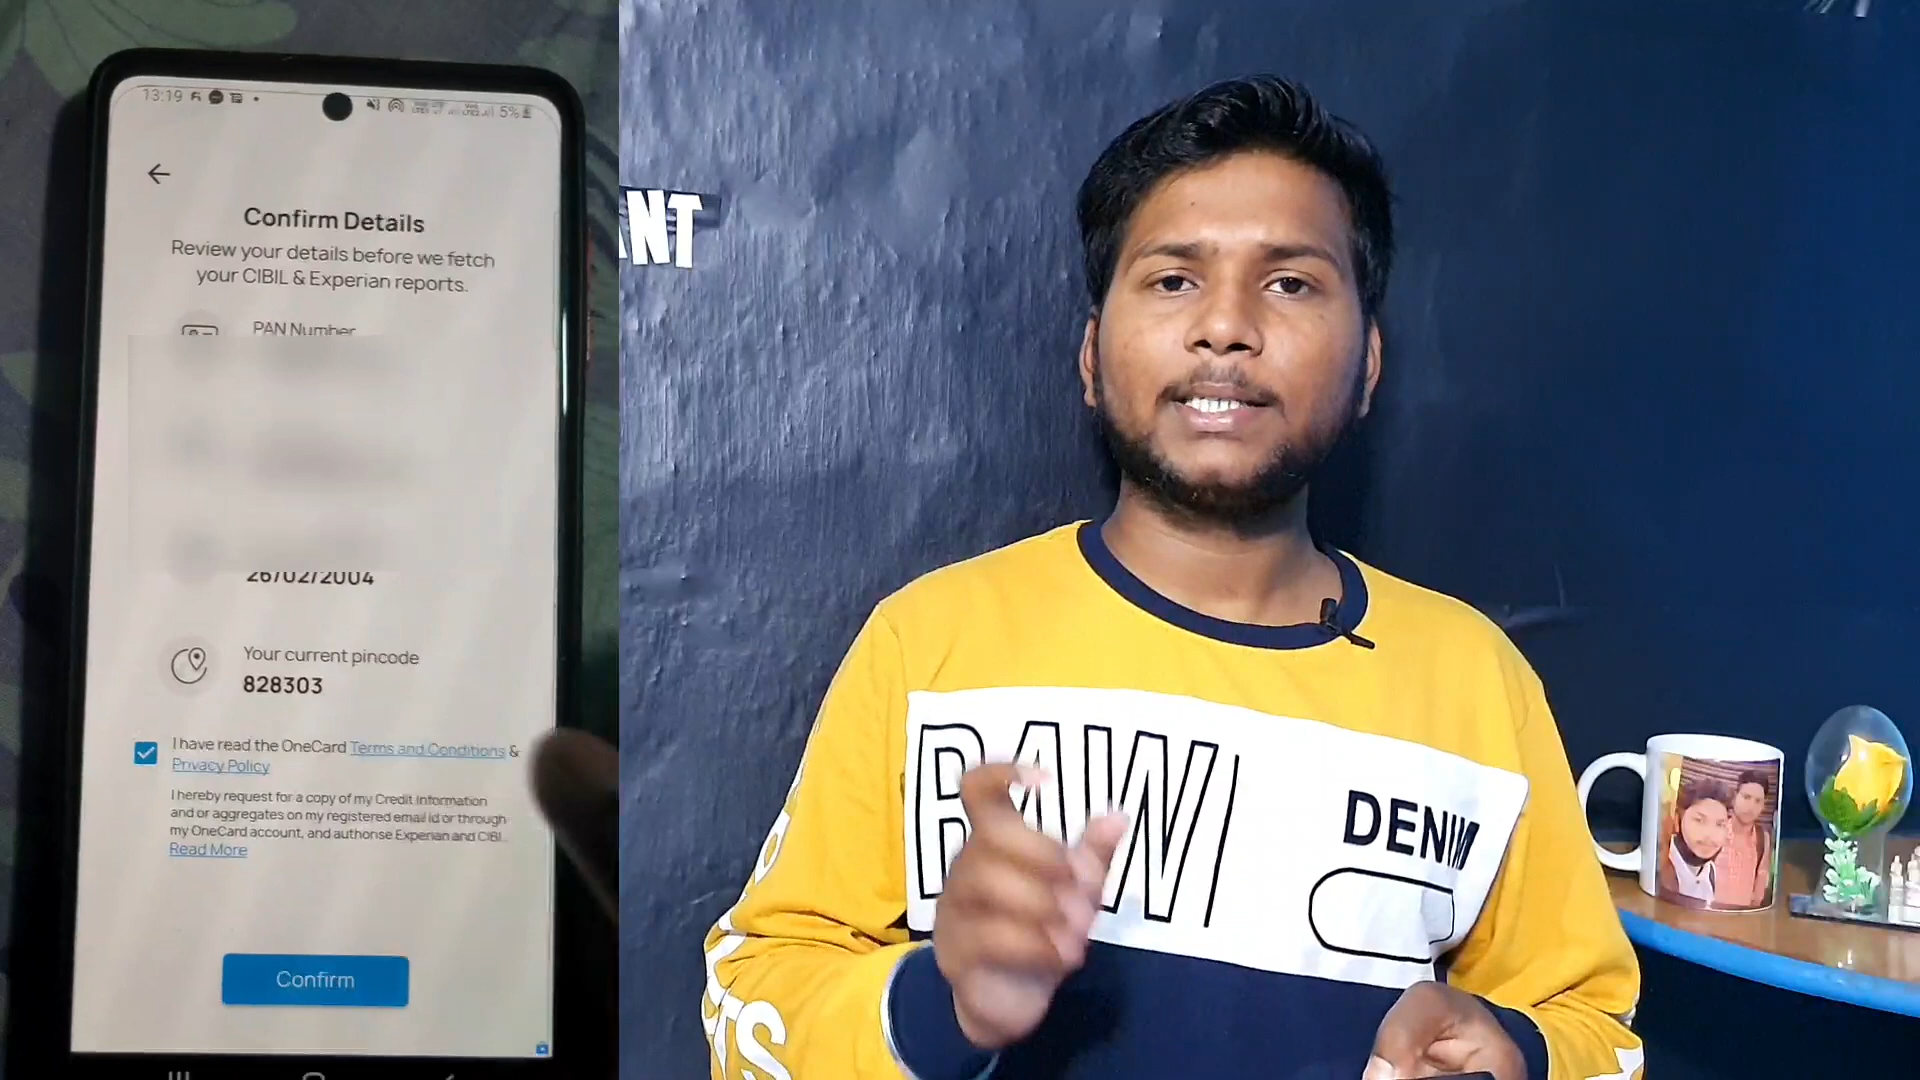 13:19
5%
Confirm Details
Review your details before we fetch
your CIBIL & Experian reports.
PAN Number
26/02/2004
Your current pincode
828303
I have read the OneCard Terms and Conditions &
Privacy Policy
I hereby request for a copy of my Credit Information
and or aggregates on my registered email id or through
my OneCard account, and authorise Experian and CIBI...
Read More
Confirm
ANT
RAW
DENIM